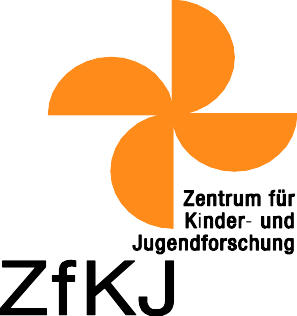 Zentrum für
Kinder- und
Jugendforschung
ZfKJ